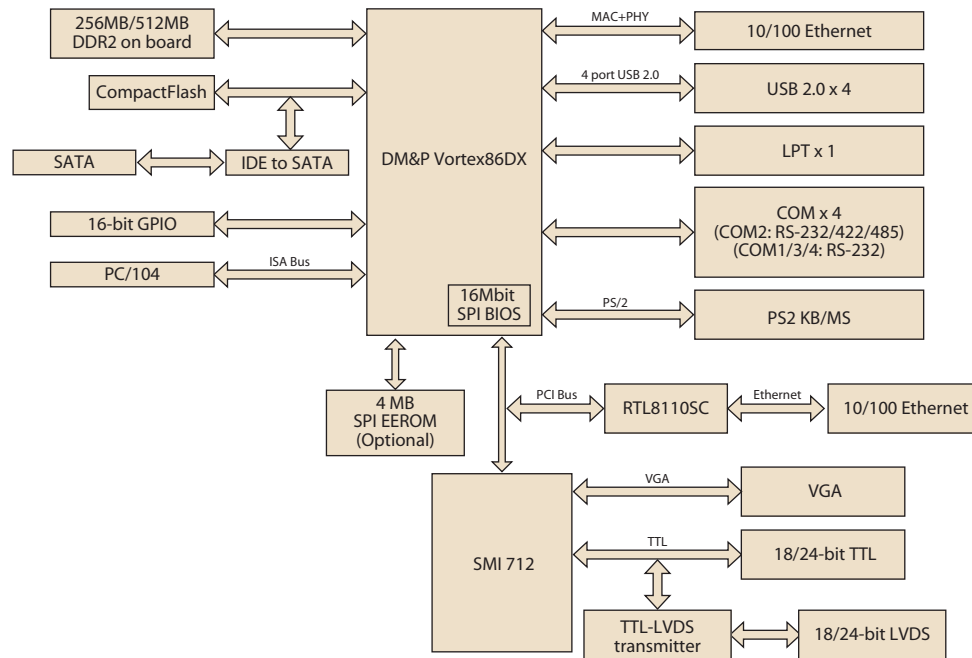 256MB/512MB
DDR2 on board
MAC+PHY
10/100 Ethernet
CompactFlash
4 port USB 2.0
USB 2.0 x 4
SATA
IDE to SATA
DM&P Vortex86DX
LPT x 1
16-bit GPIO
COM x 4
(COM2: RS-232/422/485)
(COM1/3/4: RS-232)
PC/104
ISA Bus
16Mbit
SPI BIOS
PS/2
PS2 KB/MS
4 MB
SPI EEROM
(Optional)
PCI Bus
RTL8110SC
Ethernet
10/100 Ethernet
SMI 712
VGA
VGA
TTL
18/24-bit TTL
TTL-LVDS
transmitter
18/24-bit LVDS